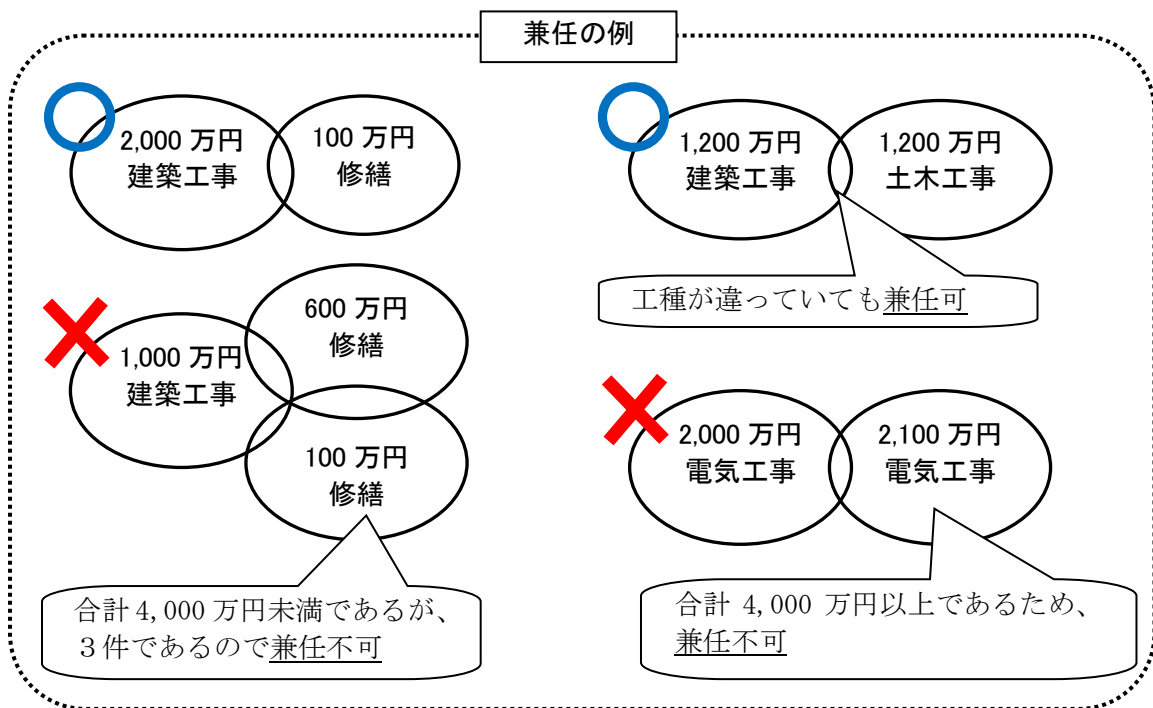 兼任の例
2,000 万円
建築工事
100 万円
修繕
1,200 万円
建築工事
1,200 万円
土木工事
工種が違っていても兼任可
1,000 万円
建築工事
600 万円
修繕
100 万円
修繕
合計 4,000 万円未満であるが、
３件であるので兼任不可
2,000 万円
電気工事
2,100 万円
電気工事
合計 4,000 万円以上であるため、
兼任不可